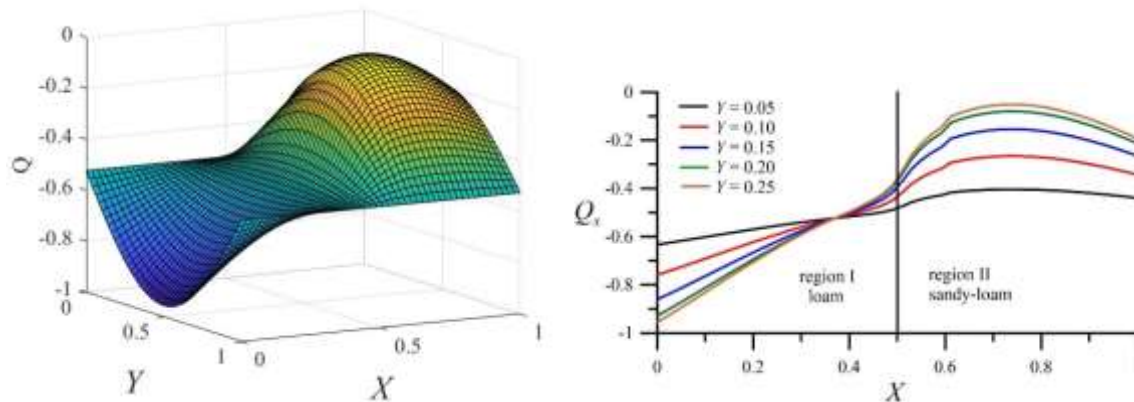 0
-0.2
-0.4
Q
-0.6
-0.8
-1
0
0.5
Y
1
0
0.5
X
1
0
Y = 0.05
Y = 0.10
-0.2
Y = 0.15
Y = 0.20
-0.4
Y = 0.25
Qx
-0.6
region I
loam
region II
sandy-loam
-0.8
-1
0
0.2
0.4
0.6
0.8
X